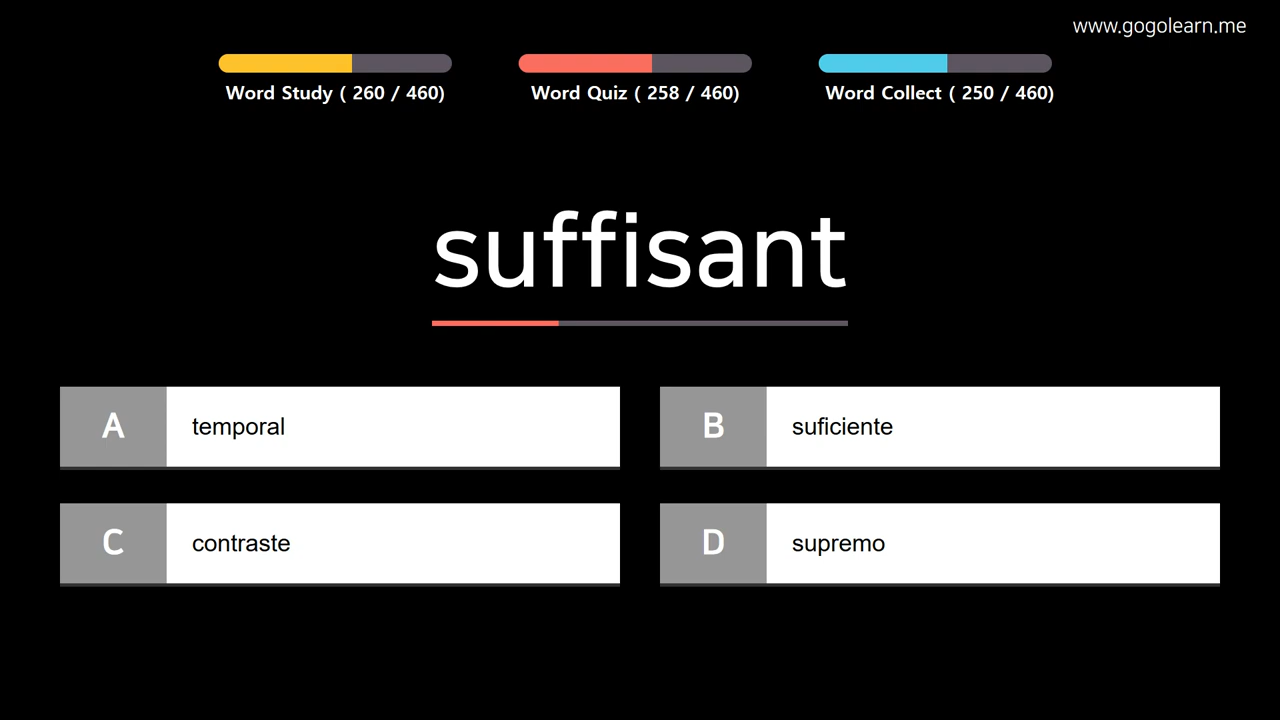 www.gogolearn.me
Word Study ( 260 / 460)
Word Quiz ( 258 / 460)
Word Collect ( 250 / 460)
suffisant
A temporal
B suficiente
C contraste
D supremo